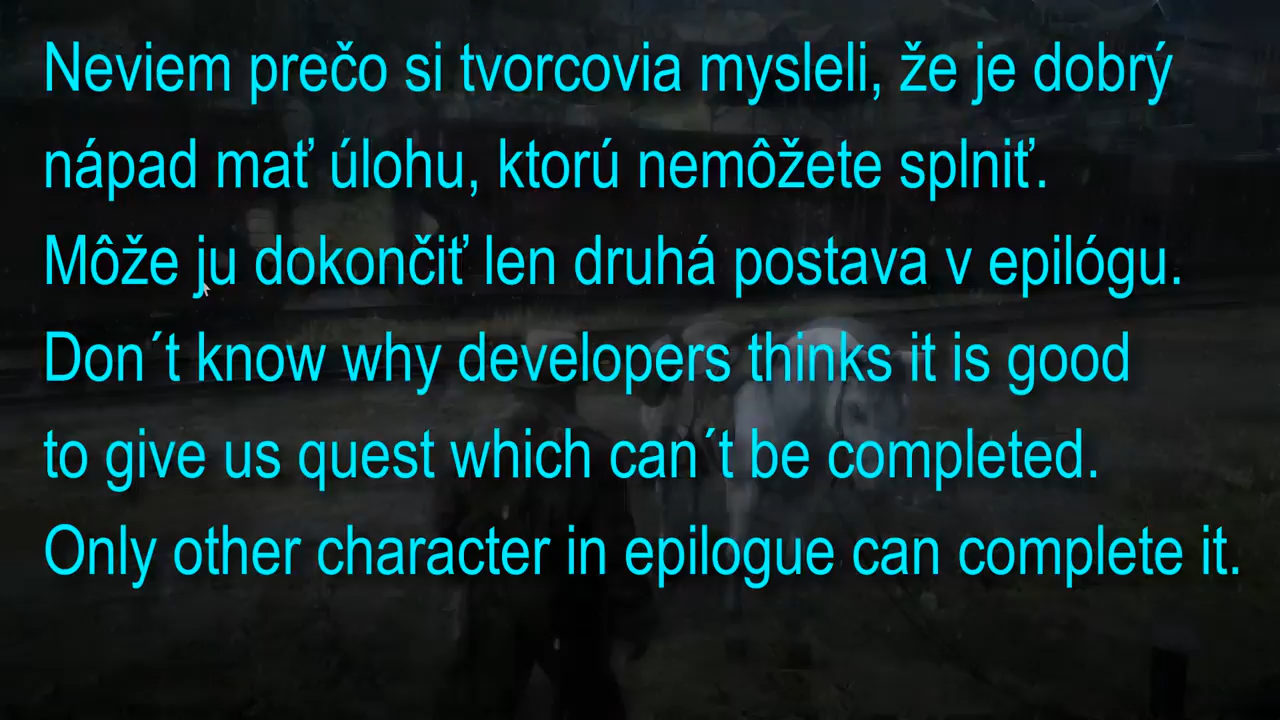 Neviem prečo si tvorcovia mysleli, že je dobrý
nápad mať úlohu, ktorú nemôžete splniť.
Môže ju dokončiť len druhá postava v epilógu.
Don´t know why developers thinks it is good
to give us quest which can´t be completed.
Only other character in epilogue can complete it.